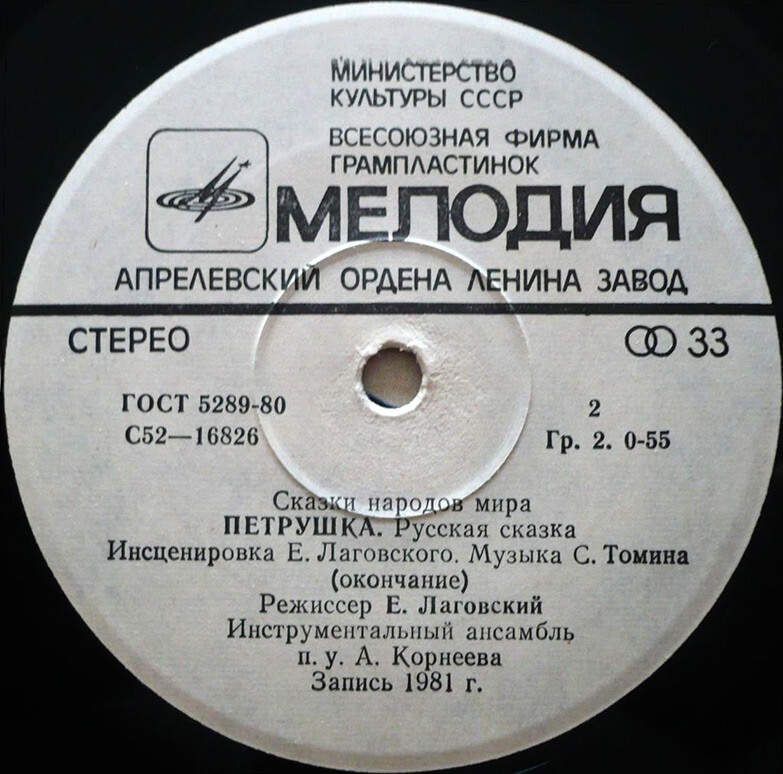 МИНИСТЕРСТВО
КУЛЬТУРЫ СССР
ВСЕСОЮЗНАЯ ФИРМА
ГРАМПЛАСТИНОК
МЕЛОДИЯ
АПРЕЛЕВСКИЙ ОРДЕНА ЛЕНИНА ЗАВОД
СТЕРЕО 33
ГОСТ 5289-80 2
С52—16826 Гр. 2. 0-55
Сказки народов мира
ПЕТРУШКА. Русская сказка
Инсценировка Е. Лаговского. Музыка С. Томина
(окончание)
Режиссер Е. Лаговский
Инструментальный ансамбль
п. у. А. Корнеева
Запись 1981 г.